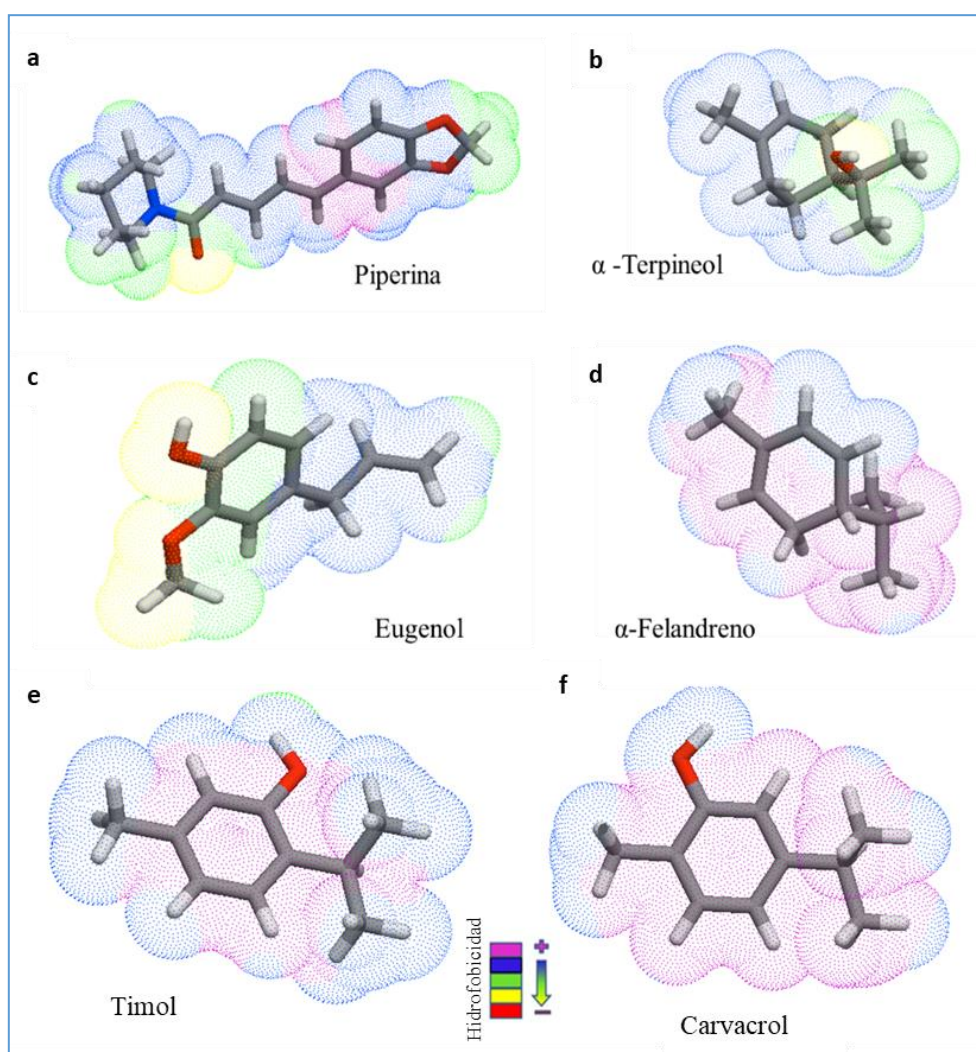 a
b
Piperina
α -Terpineol
c
d
Eugenol
α-Felandreno
e
f
Hidrofobicidad
+
−
Timol
Carvacrol